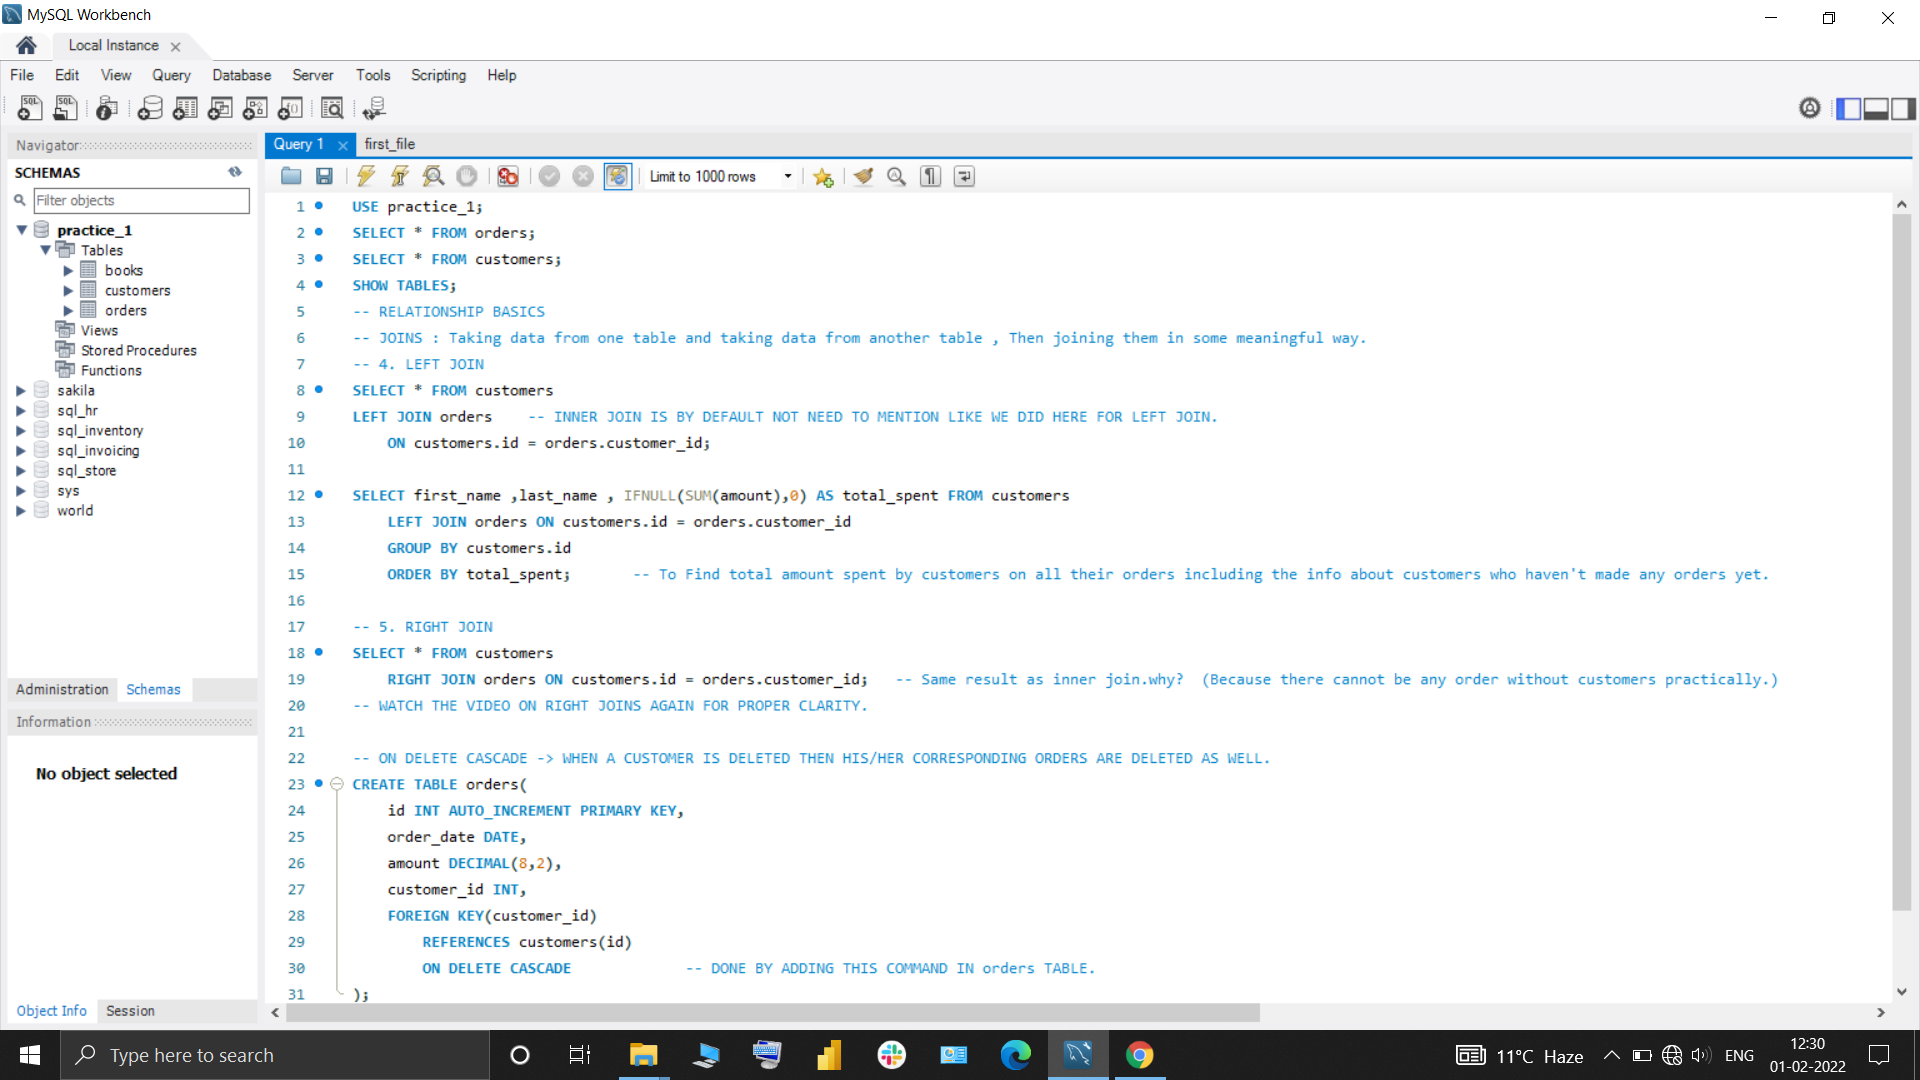 MySQL Workbench
Local Instance
File Edit View Query Database Server Tools Scripting Help
Navigator
SCHEMAS
Filter objects
practice_1
Tables
books
customers
orders
Views
Stored Procedures
Functions
sakila
sql_hr
sql_inventory
sql_invoicing
sql_store
sys
world
Administration Schemas
Information
No object selected
Object Info Session
Query 1 first_file
Limit to 1000 rows
1 USE practice_1;
2 SELECT * FROM orders;
3 SELECT * FROM customers;
4 SHOW TABLES;
5 -- RELATIONSHIP BASICS
6 -- JOINS : Taking data from one table and taking data from another table , Then joining them in some meaningful way.
7 -- 4. LEFT JOIN
8 SELECT * FROM customers
9 LEFT JOIN orders -- INNER JOIN IS BY DEFAULT NOT NEED TO MENTION LIKE WE DID HERE FOR LEFT JOIN.
10 ON customers.id = orders.customer_id;
11
12 SELECT first_name ,last_name , IFNULL(SUM(amount),0) AS total_spent FROM customers
13 LEFT JOIN orders ON customers.id = orders.customer_id
14 GROUP BY customers.id
15 ORDER BY total_spent; -- To Find total amount spent by customers on all their orders including the info about customers who haven't made any orders yet.
16
17 -- 5. RIGHT JOIN
18 SELECT * FROM customers
19 RIGHT JOIN orders ON customers.id = orders.customer_id; -- Same result as inner join.why? (Because there cannot be any order without customers practically.)
20 -- WATCH THE VIDEO ON RIGHT JOINS AGAIN FOR PROPER CLARITY.
21
22 -- ON DELETE CASCADE -> WHEN A CUSTOMER IS DELETED THEN HIS/HER CORRESPONDING ORDERS ARE DELETED AS WELL.
23 CREATE TABLE orders(
24 id INT AUTO_INCREMENT PRIMARY KEY,
25 order_date DATE,
26 amount DECIMAL(8,2),
27 customer_id INT,
28 FOREIGN KEY(customer_id)
29 REFERENCES customers(id)
30 ON DELETE CASCADE -- DONE BY ADDING THIS COMMAND IN orders TABLE.
31 );
Type here to search
11°C Haze
ENG
12:30
01-02-2022